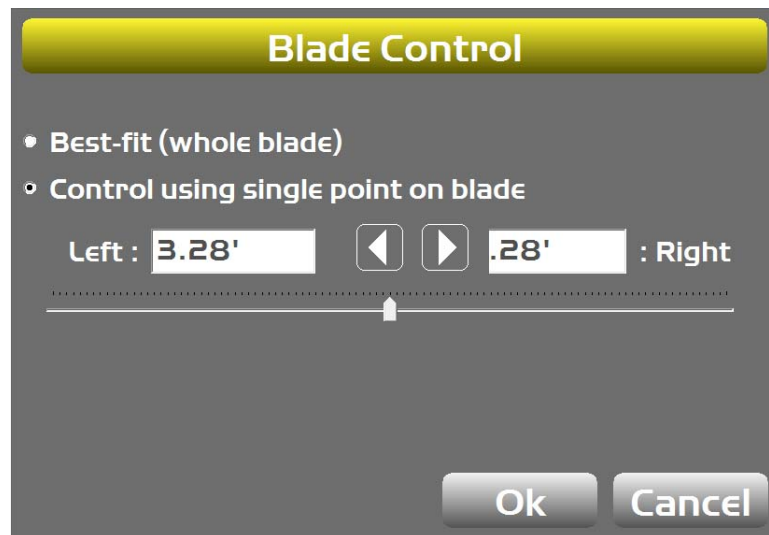 Blade Control
Best-fit (whole blade)
Control using single point on blade
Left : 3.28' .28' : Right
Ok Cancel